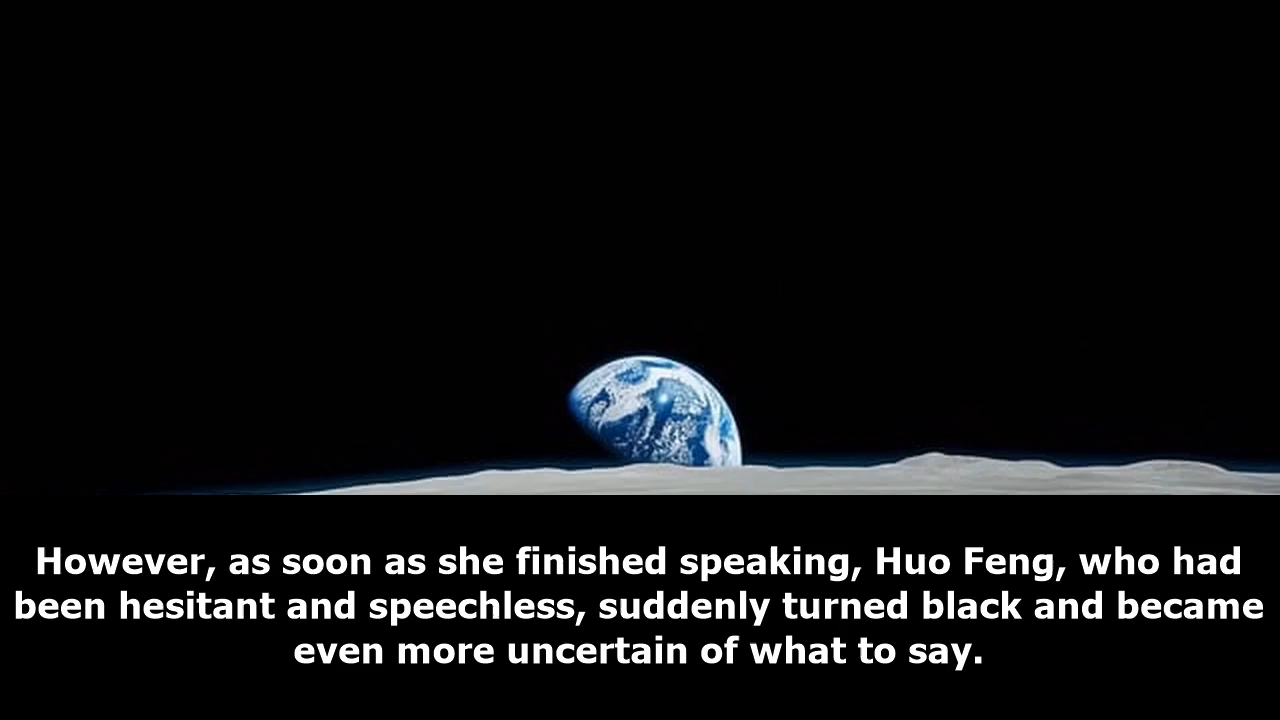 However, as soon as she finished speaking, Huo Feng, who had
been hesitant and speechless, suddenly turned black and became
even more uncertain of what to say.